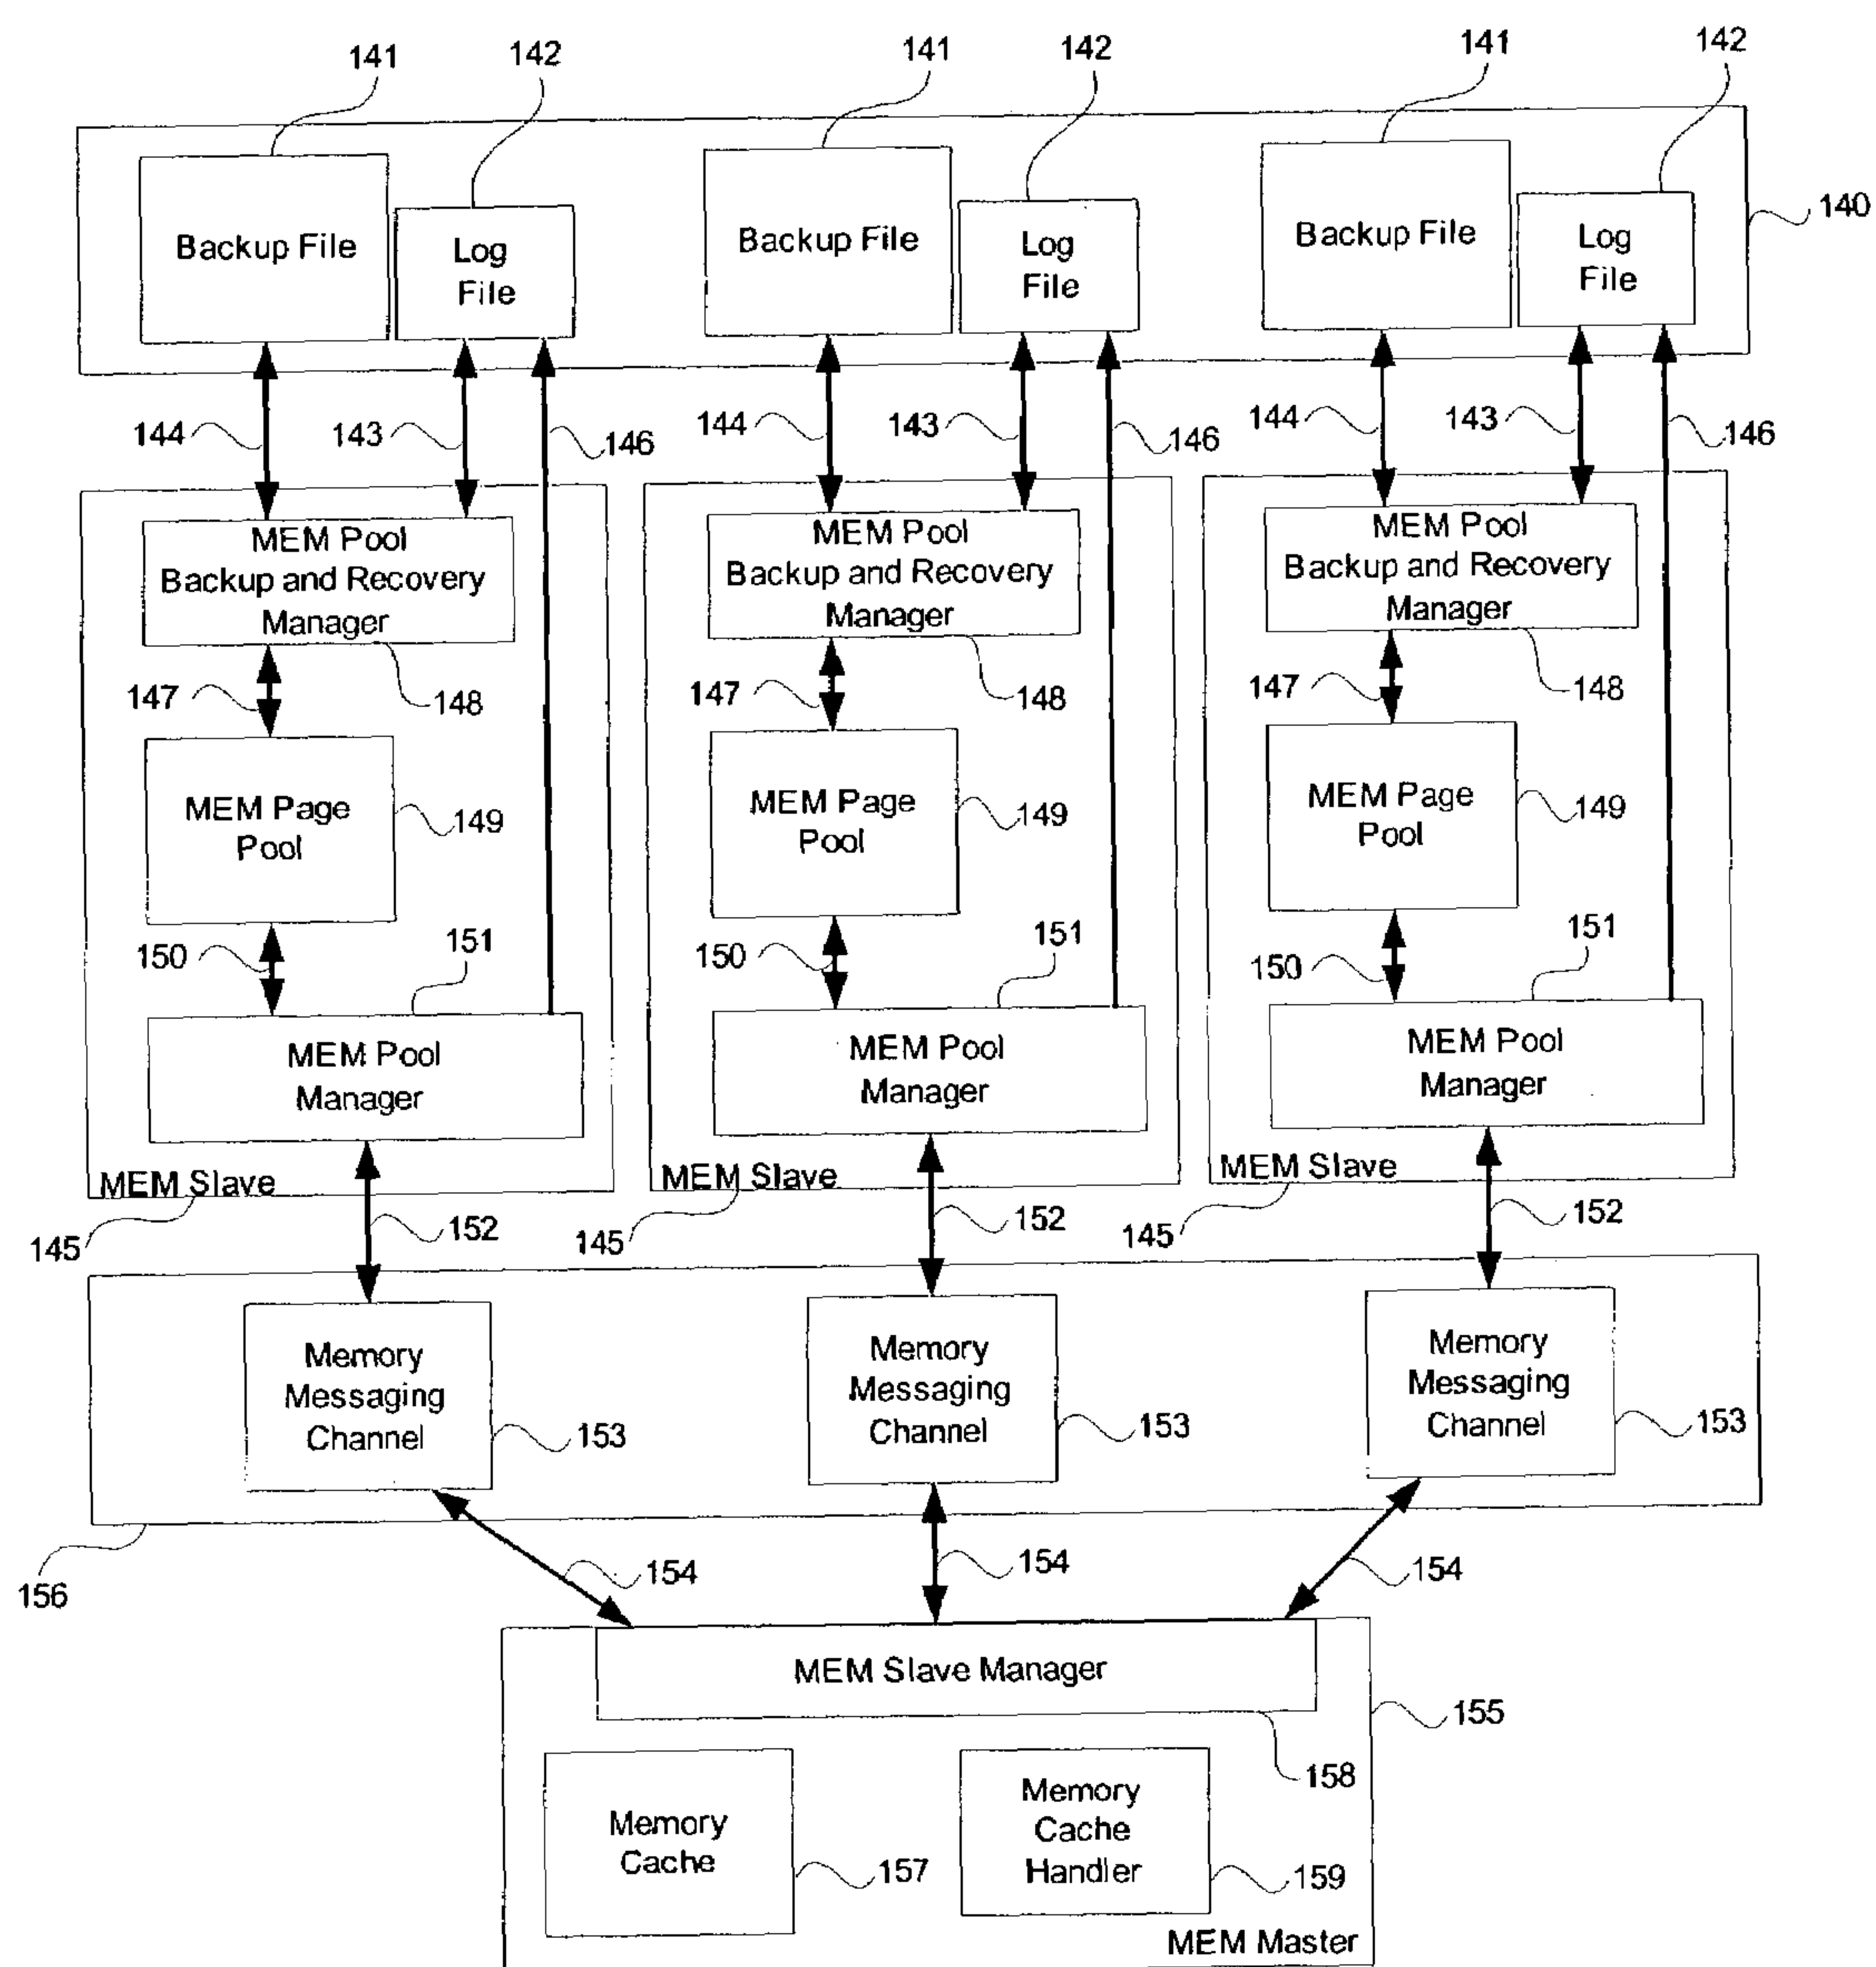 141
142
141
142
141
142
140
Backup File
Log
File
Backup File
Log
File
Backup File
Log
File
144
143
146
144
143
146
144
143
146
MEM Pool
Backup and Recovery
Manager
MEM Pool
Backup and Recovery
Manager
MEM Pool
Backup and Recovery
Manager
147
148
147
148
147
148
MEM Page
Pool
149
MEM Page
Pool
149
MEM Page
Pool
149
150
151
150
151
150
151
MEM Pool
Manager
MEM Pool
Manager
MEM Pool
Manager
MEM Slave
MEM Slave
MEM Slave
145
152
145
152
145
152
Memory
Messaging
Channel
153
Memory
Messaging
Channel
153
Memory
Messaging
Channel
153
156
154
154
154
MEM Slave Manager
155
158
Memory
Cache
157
Memory
Cache
Handler
159
MEM Master